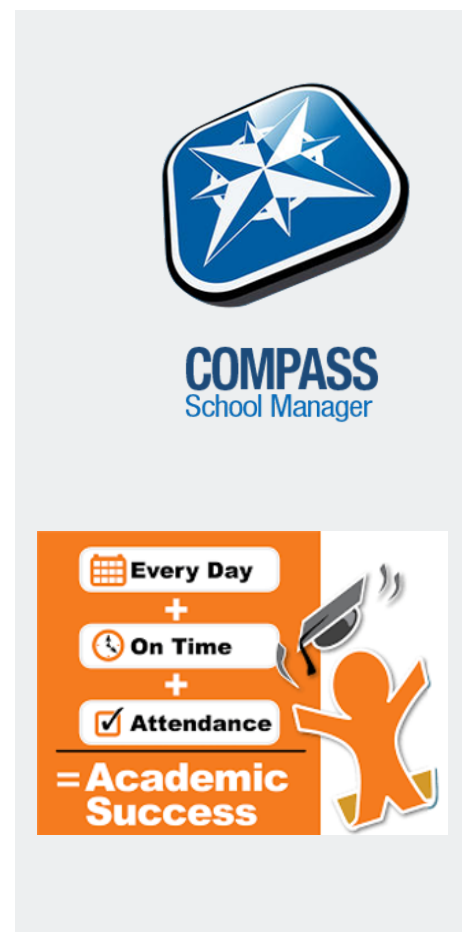 COMPASS
School Manager
Every Day
+
On Time
+
Attendance
= Academic
Success